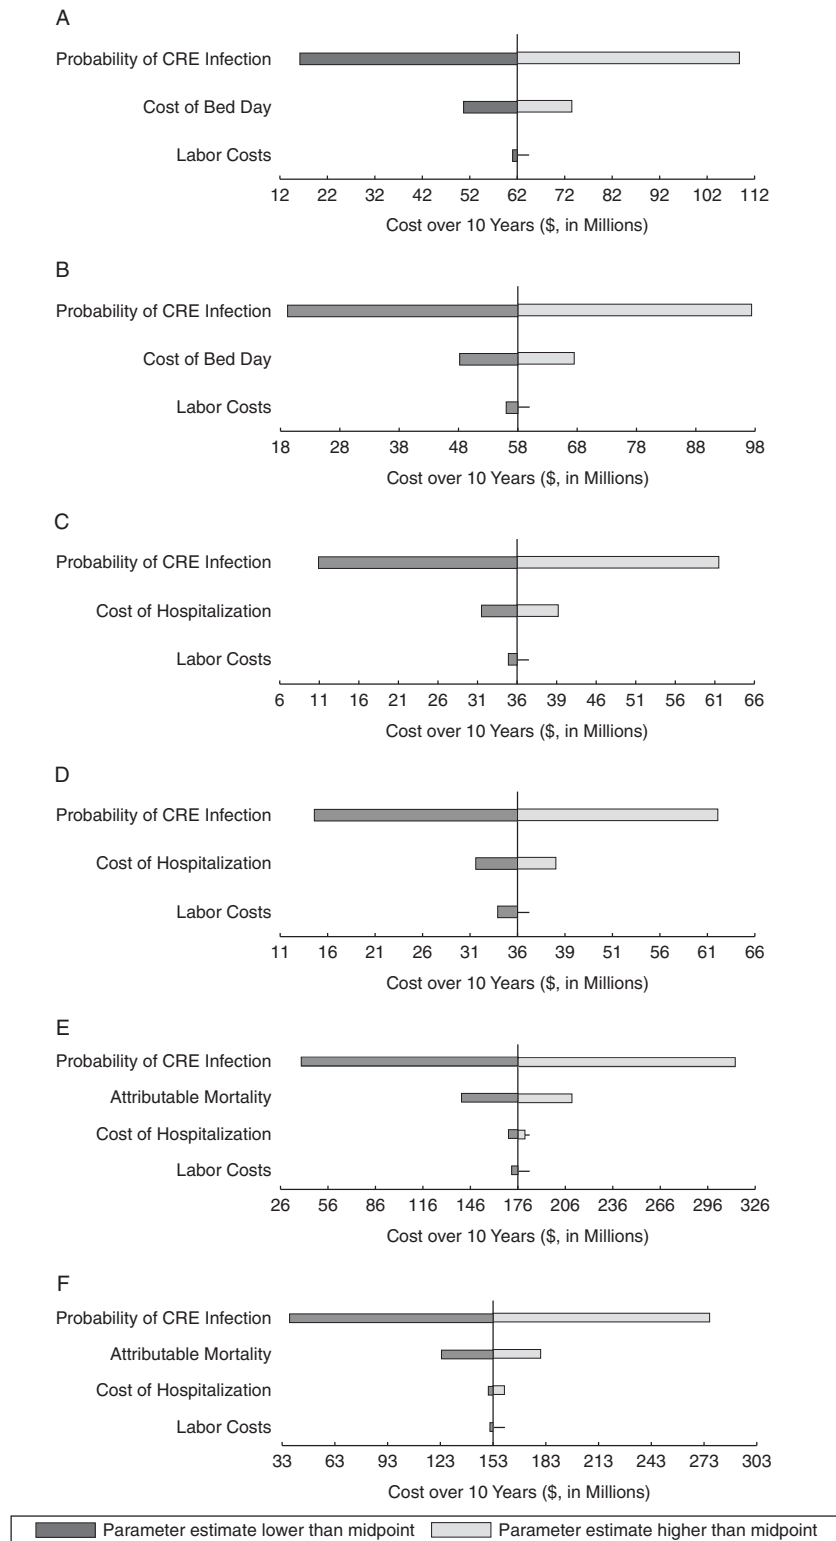 A
Probability of CRE Infection
Cost of Bed Day
Labor Costs
12 22 32 42 52 62 72 82 92 102 112
Cost over 10 Years ($, in Millions)
B
Probability of CRE Infection
Cost of Bed Day
Labor Costs
18 28 38 48 58 68 78 88 98
Cost over 10 Years ($, in Millions)
C
Probability of CRE Infection
Cost of Hospitalization
Labor Costs
6 11 16 21 26 31 36 39 46 51 56 61 66
Cost over 10 Years ($, in Millions)
D
Probability of CRE Infection
Cost of Hospitalization
Labor Costs
11 16 21 26 31 36 39 51 56 61 66
Cost over 10 Years ($, in Millions)
E
Probability of CRE Infection
Attributable Mortality
Cost of Hospitalization
Labor Costs
26 56 86 116 146 176 206 236 266 296 326
Cost over 10 Years ($, in Millions)
F
Probability of CRE Infection
Attributable Mortality
Cost of Hospitalization
Labor Costs
33 63 93 123 153 183 213 243 273 303
Cost over 10 Years ($, in Millions)
Parameter estimate lower than midpoint Parameter estimate higher than midpoint